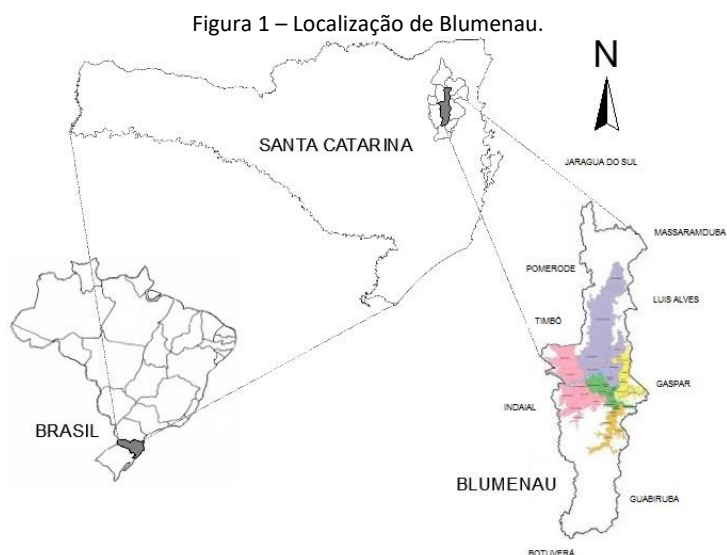 Figura 1 – Localização de Blumenau.
N
SANTA CATARINA
JARAGUA DO SUL
MASSARAMDUBA
POMERODE
LUIS ALVES
TIMBÓ
GASPAR
INDAIAL
BRASIL
BLUMENAU
GUABIRUBA
BOTUVERÁ